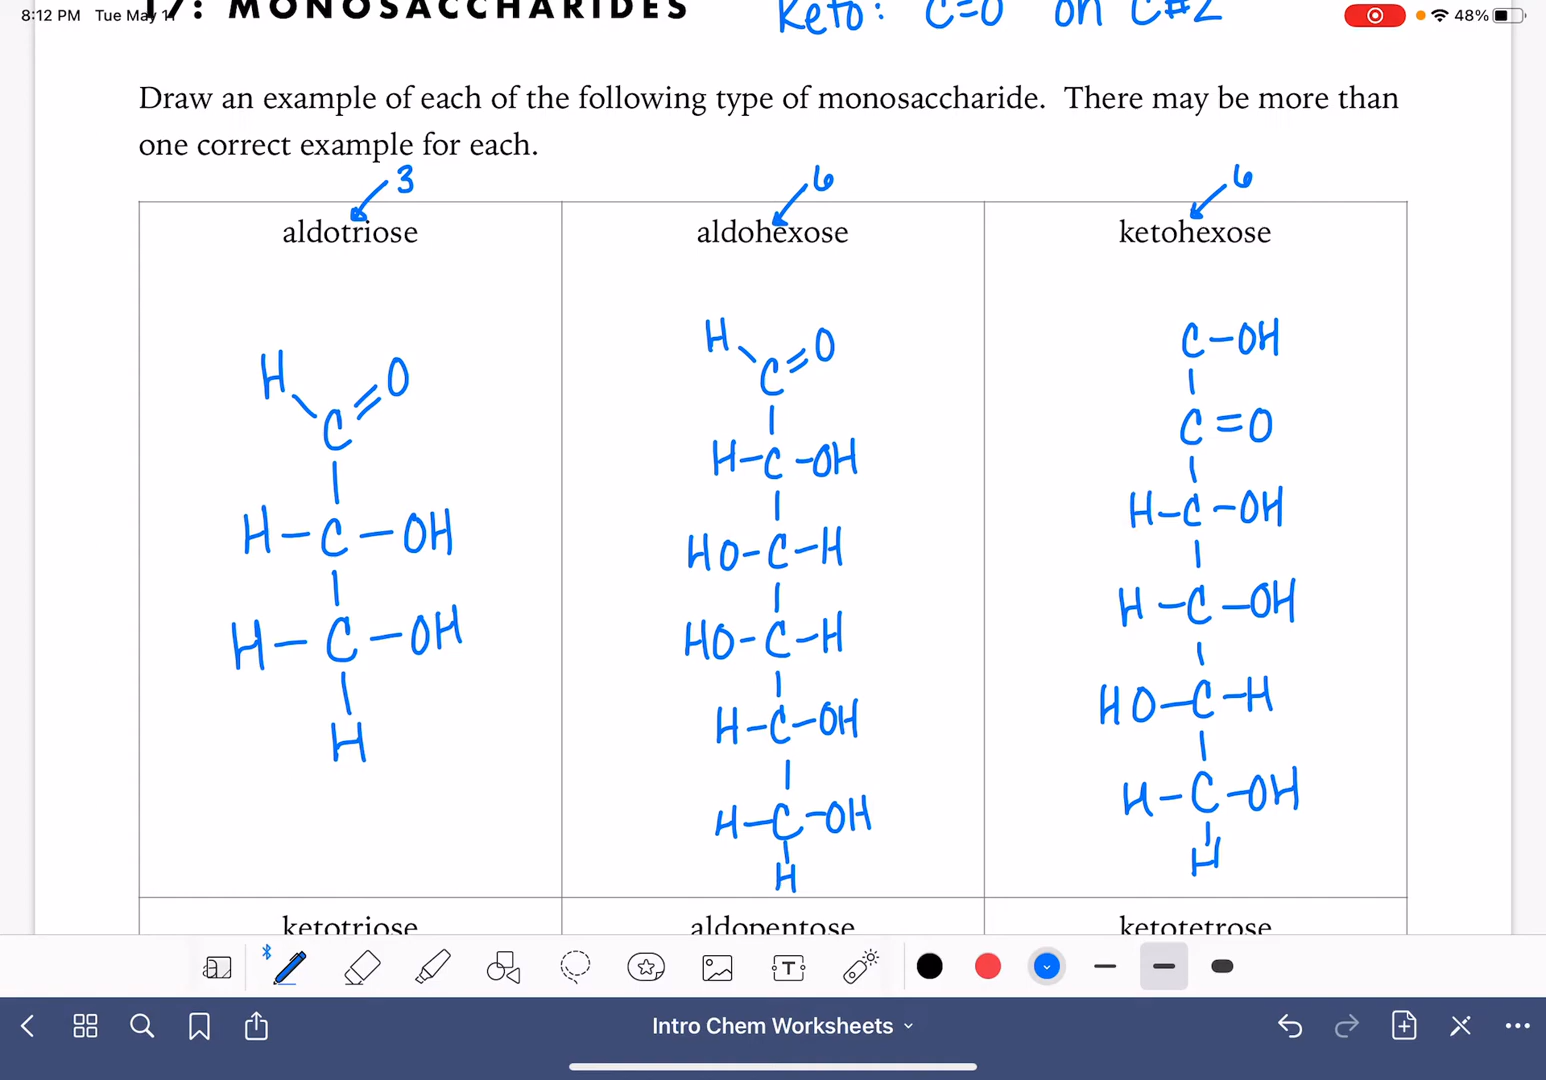 8:12 PM Tue May 11
48%
17: MONOSACCHARIDES
Keto: C=O on C#2
Draw an example of each of the following type of monosaccharide. There may be more than
one correct example for each.
3
6
6
aldotriose
aldohexose
ketohexose
H
C=O
H-C-OH
H-C-OH
H
H
C=O
H-C-OH
HO-C-H
HO-C-H
H-C-OH
H-C-OH
H
C-OH
C=O
H-C-OH
H-C-OH
HO-C-H
H-C-OH
H
ketotriose
aldopentose
ketotetrose
a
T
Intro Chem Worksheets